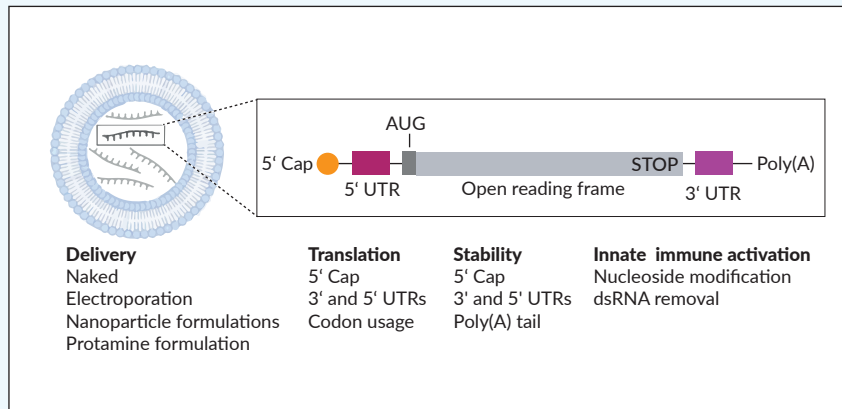 AUG
5‘ Cap
STOP
Poly(A)
5‘ UTR
Open reading frame
3‘ UTR
Delivery
Naked
Electroporation
Nanoparticle formulations
Protamine formulation
Translation
5‘ Cap
3‘ and 5‘ UTRs
Codon usage
Stability
5‘ Cap
3' and 5' UTRs
Poly(A) tail
Innate immune activation
Nucleoside modification
dsRNA removal